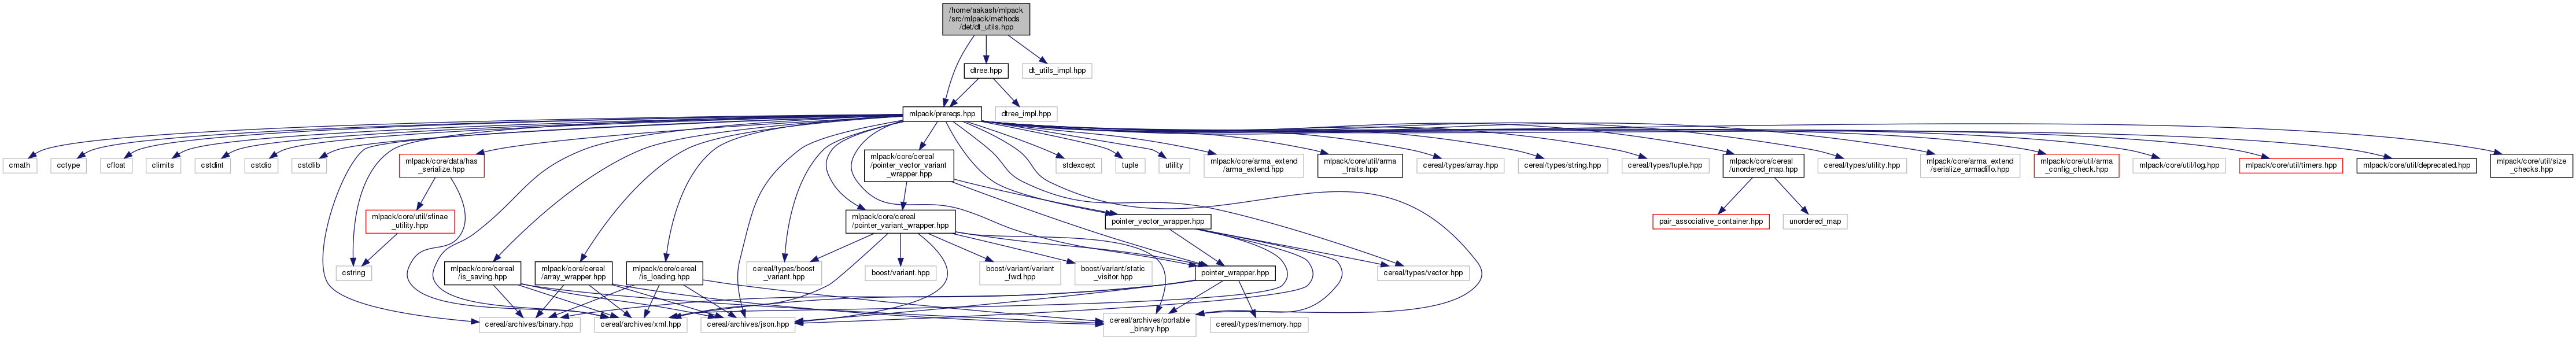 /home/aakash/mlpack
/src/mlpack/methods
/det/dt_utils.hpp
dtree.hpp
dt_utils_impl.hpp
mlpack/prereqs.hpp
dtree_impl.hpp
cmath
cctype
cfloat
climits
cstdint
cstdio
cstdlib
mlpack/core/data/has
_serialize.hpp
mlpack/core/cereal
/pointer_vector_variant
_wrapper.hpp
stdexcept
tuple
utility
mlpack/core/arma_extend
/arma_extend.hpp
mlpack/core/util/arma
_traits.hpp
cereal/types/array.hpp
cereal/types/string.hpp
cereal/types/tuple.hpp
mlpack/core/cereal
/unordered_map.hpp
cereal/types/utility.hpp
mlpack/core/arma_extend
/serialize_armadillo.hpp
mlpack/core/util/arma
_config_check.hpp
mlpack/core/util/log.hpp
mlpack/core/util/timers.hpp
mlpack/core/util/deprecated.hpp
mlpack/core/util/size
_checks.hpp
mlpack/core/util/sfinae
_utility.hpp
mlpack/core/cereal
/pointer_variant_wrapper.hpp
pointer_vector_wrapper.hpp
pair_associative_container.hpp
unordered_map
cstring
mlpack/core/cereal
/is_saving.hpp
mlpack/core/cereal
/array_wrapper.hpp
mlpack/core/cereal
/is_loading.hpp
cereal/types/boost
_variant.hpp
boost/variant.hpp
boost/variant/variant
_fwd.hpp
boost/variant/static
_visitor.hpp
pointer_wrapper.hpp
cereal/types/vector.hpp
cereal/archives/binary.hpp
cereal/archives/xml.hpp
cereal/archives/json.hpp
cereal/archives/portable
_binary.hpp
cereal/types/memory.hpp